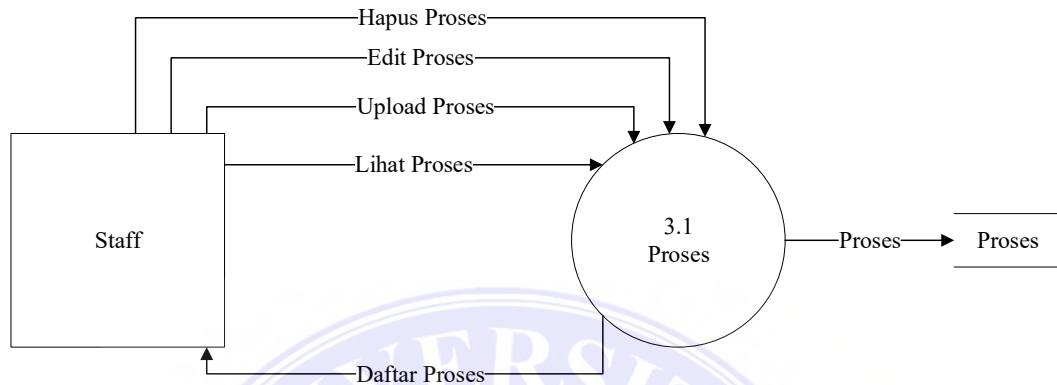 Hapus Proses
Edit Proses
Upload Proses
Lihat Proses
Staff
3.1
Proses
Proses
Proses
Daftar Proses